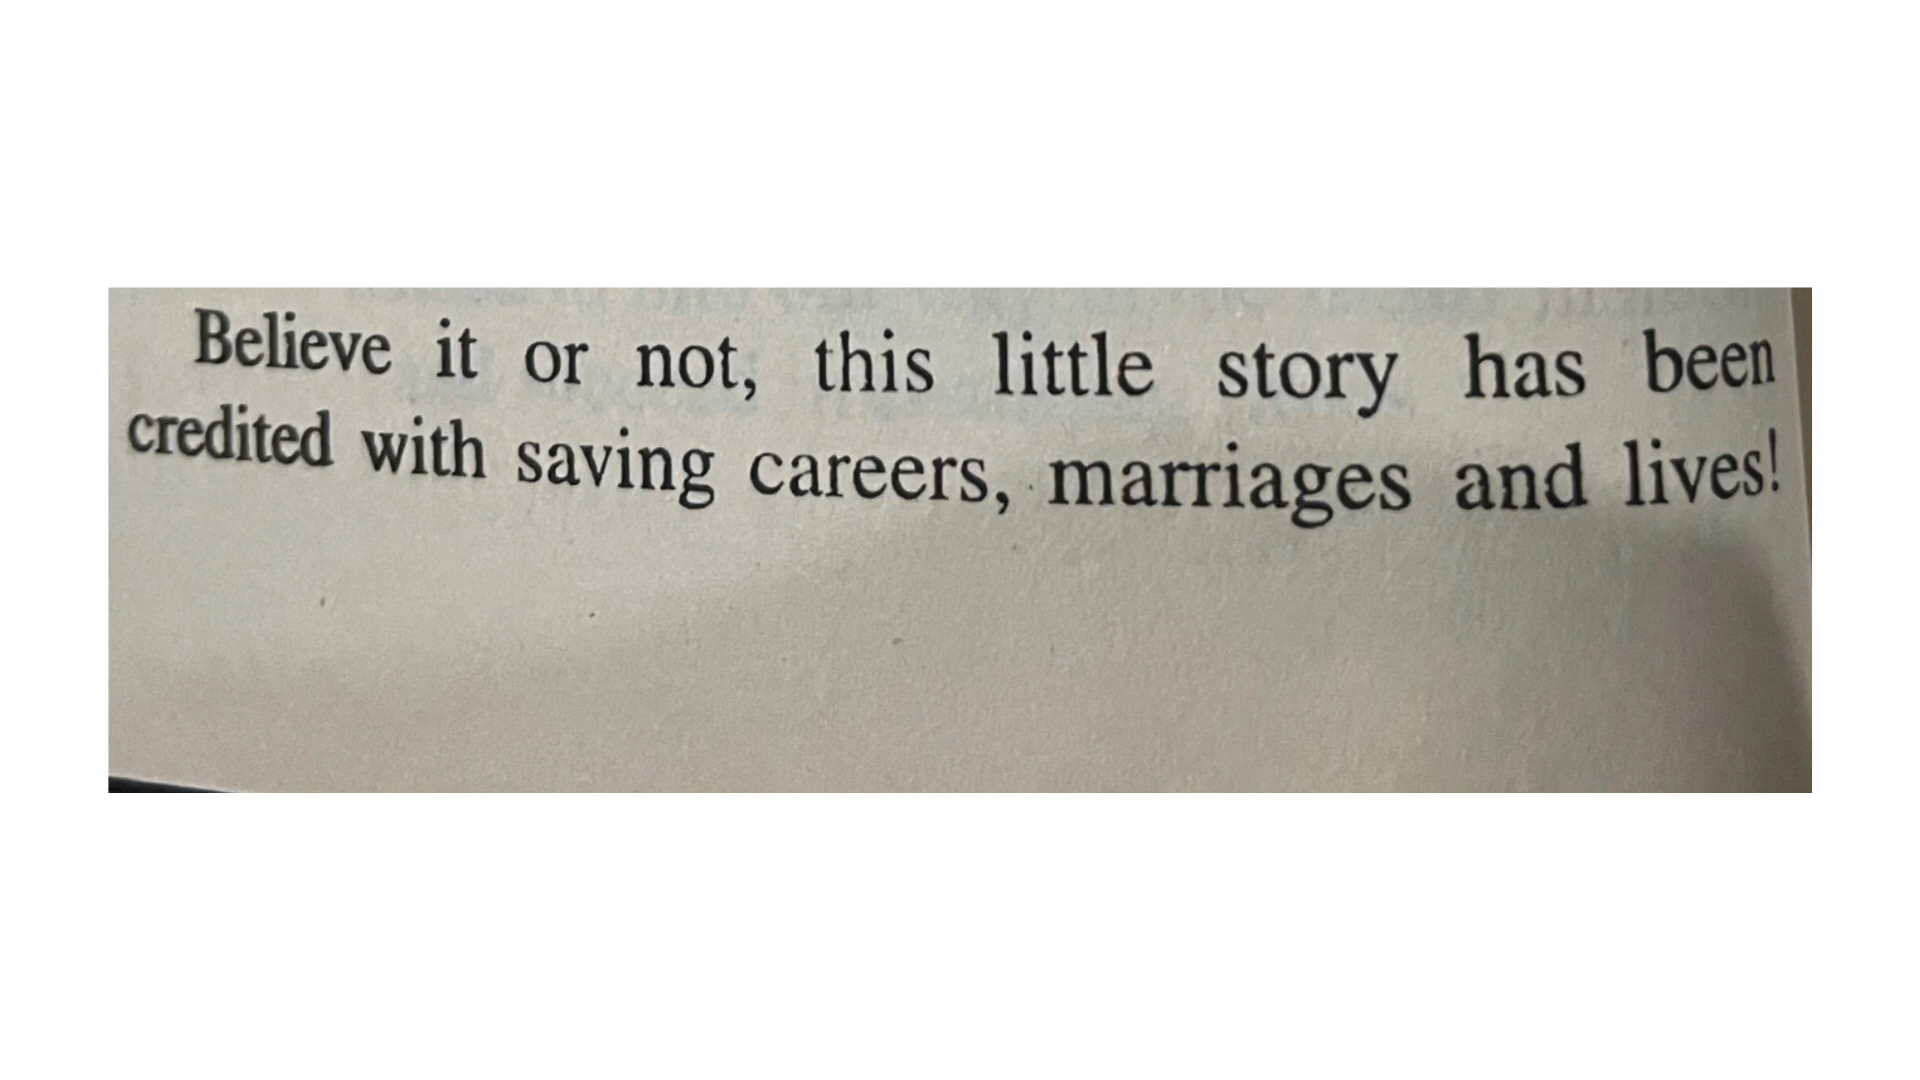 Believe it or not, this little story has been
credited with saving careers, marriages and lives!